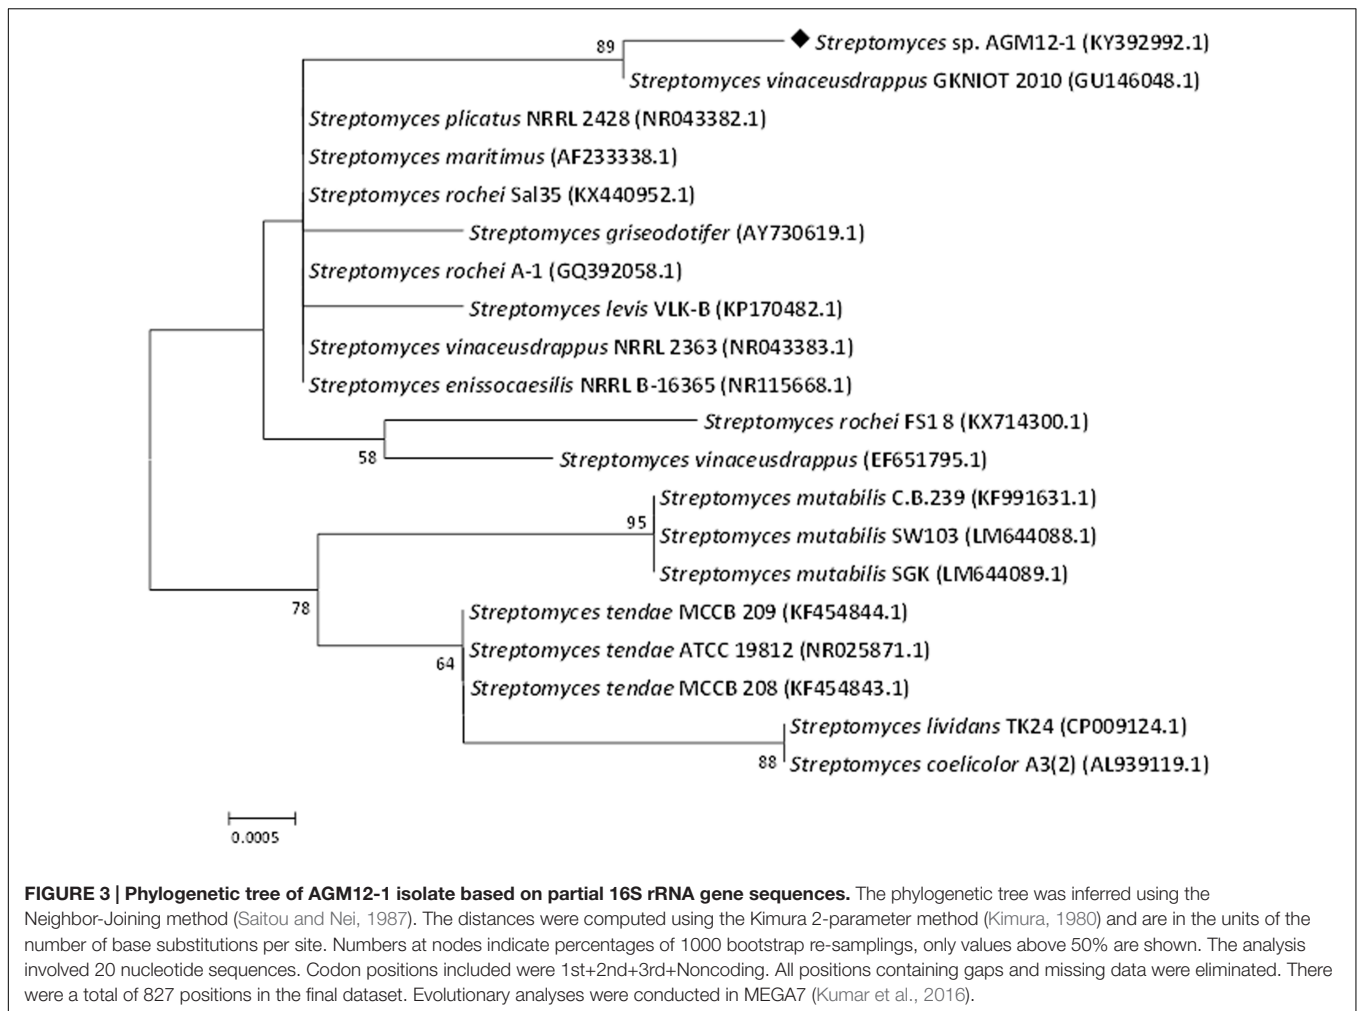 89
Streptomyces sp. AGM12-1 (KY392992.1)
Streptomyces vinaceusdrappus GKNIOT 2010 (GU146048.1)
Streptomyces plicatus NRRL 2428 (NR043382.1)
Streptomyces maritimus (AF233338.1)
Streptomyces rochei Sal35 (KX440952.1)
Streptomyces griseodotifer (AY730619.1)
Streptomyces rochei A-1 (GQ392058.1)
Streptomyces levis VLK-B (KP170482.1)
Streptomyces vinaceusdrappus NRRL 2363 (NR043383.1)
Streptomyces enissocaesilis NRRL B-16365 (NR115668.1)
Streptomyces rochei FS1 8 (KX714300.1)
58
Streptomyces vinaceusdrappus (EF651795.1)
Streptomyces mutabilis C.B.239 (KF991631.1)
95
Streptomyces mutabilis SW103 (LM644088.1)
Streptomyces mutabilis SGK (LM644089.1)
78
Streptomyces tendae MCCB 209 (KF454844.1)
Streptomyces tendae ATCC 19812 (NR025871.1)
64
Streptomyces tendae MCCB 208 (KF454843.1)
Streptomyces lividans TK24 (CP009124.1)
88
Streptomyces coelicolor A3(2) (AL939119.1)
0.0005
FIGURE 3 | Phylogenetic tree of AGM12-1 isolate based on partial 16S rRNA gene sequences. The phylogenetic tree was inferred using the
Neighbor-Joining method (Saitou and Nei, 1987). The distances were computed using the Kimura 2-parameter method (Kimura, 1980) and are in the units of the
number of base substitutions per site. Numbers at nodes indicate percentages of 1000 bootstrap re-samplings, only values above 50% are shown. The analysis
involved 20 nucleotide sequences. Codon positions included were 1st+2nd+3rd+Noncoding. All positions containing gaps and missing data were eliminated. There
were a total of 827 positions in the final dataset. Evolutionary analyses were conducted in MEGA7 (Kumar et al., 2016).